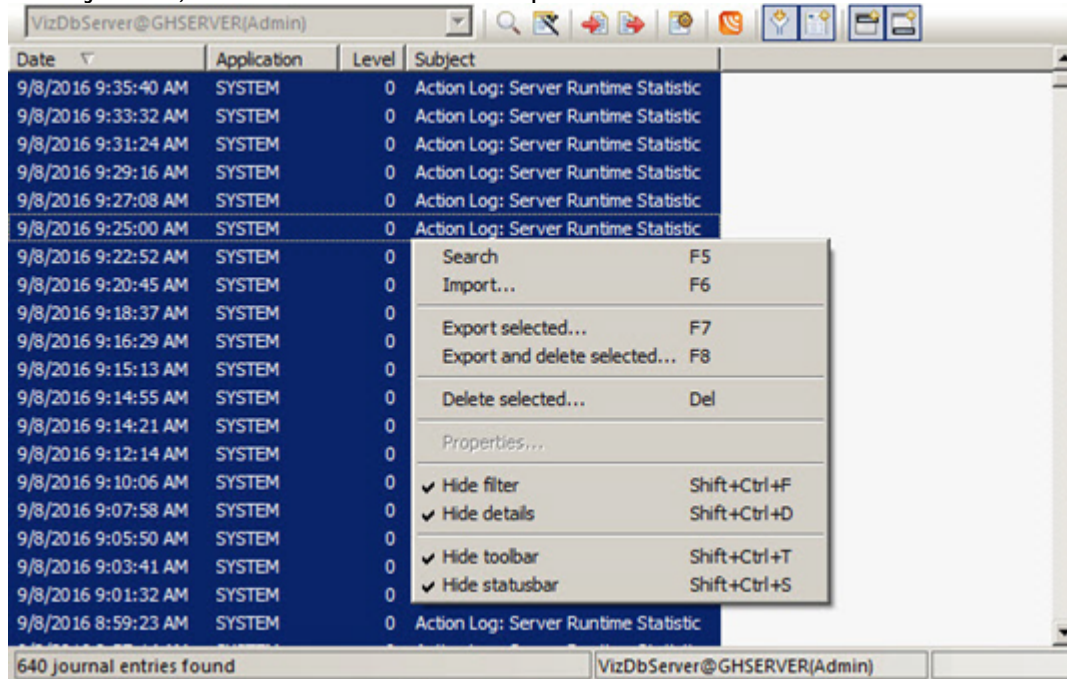 VizDbServer@GHSERVER(Admin)
Date Application Level Subject
9/8/2016 9:35:40 AM SYSTEM 0 Action Log: Server Runtime Statistic
9/8/2016 9:33:32 AM SYSTEM 0 Action Log: Server Runtime Statistic
9/8/2016 9:31:24 AM SYSTEM 0 Action Log: Server Runtime Statistic
9/8/2016 9:29:16 AM SYSTEM 0 Action Log: Server Runtime Statistic
9/8/2016 9:27:08 AM SYSTEM 0 Action Log: Server Runtime Statistic
9/8/2016 9:25:00 AM SYSTEM 0 Action Log: Server Runtime Statistic
9/8/2016 9:22:52 AM SYSTEM 0
9/8/2016 9:20:45 AM SYSTEM 0
9/8/2016 9:18:37 AM SYSTEM 0
9/8/2016 9:16:29 AM SYSTEM 0
9/8/2016 9:15:13 AM SYSTEM 0
9/8/2016 9:14:55 AM SYSTEM 0
9/8/2016 9:14:21 AM SYSTEM 0
9/8/2016 9:12:14 AM SYSTEM 0
9/8/2016 9:10:06 AM SYSTEM 0
9/8/2016 9:07:58 AM SYSTEM 0
9/8/2016 9:05:50 AM SYSTEM 0
9/8/2016 9:03:41 AM SYSTEM 0
9/8/2016 9:01:32 AM SYSTEM 0
9/8/2016 8:59:23 AM SYSTEM 0 Action Log: Server Runtime Statistic
Search F5
Import... F6
Export selected... F7
Export and delete selected... F8
Delete selected... Del
Properties...
Hide filter Shift+Ctrl+F
Hide details Shift+Ctrl+D
Hide toolbar Shift+Ctrl+T
Hide statusbar Shift+Ctrl+S
640 journal entries found VizDbServer@GHSERVER(Admin)